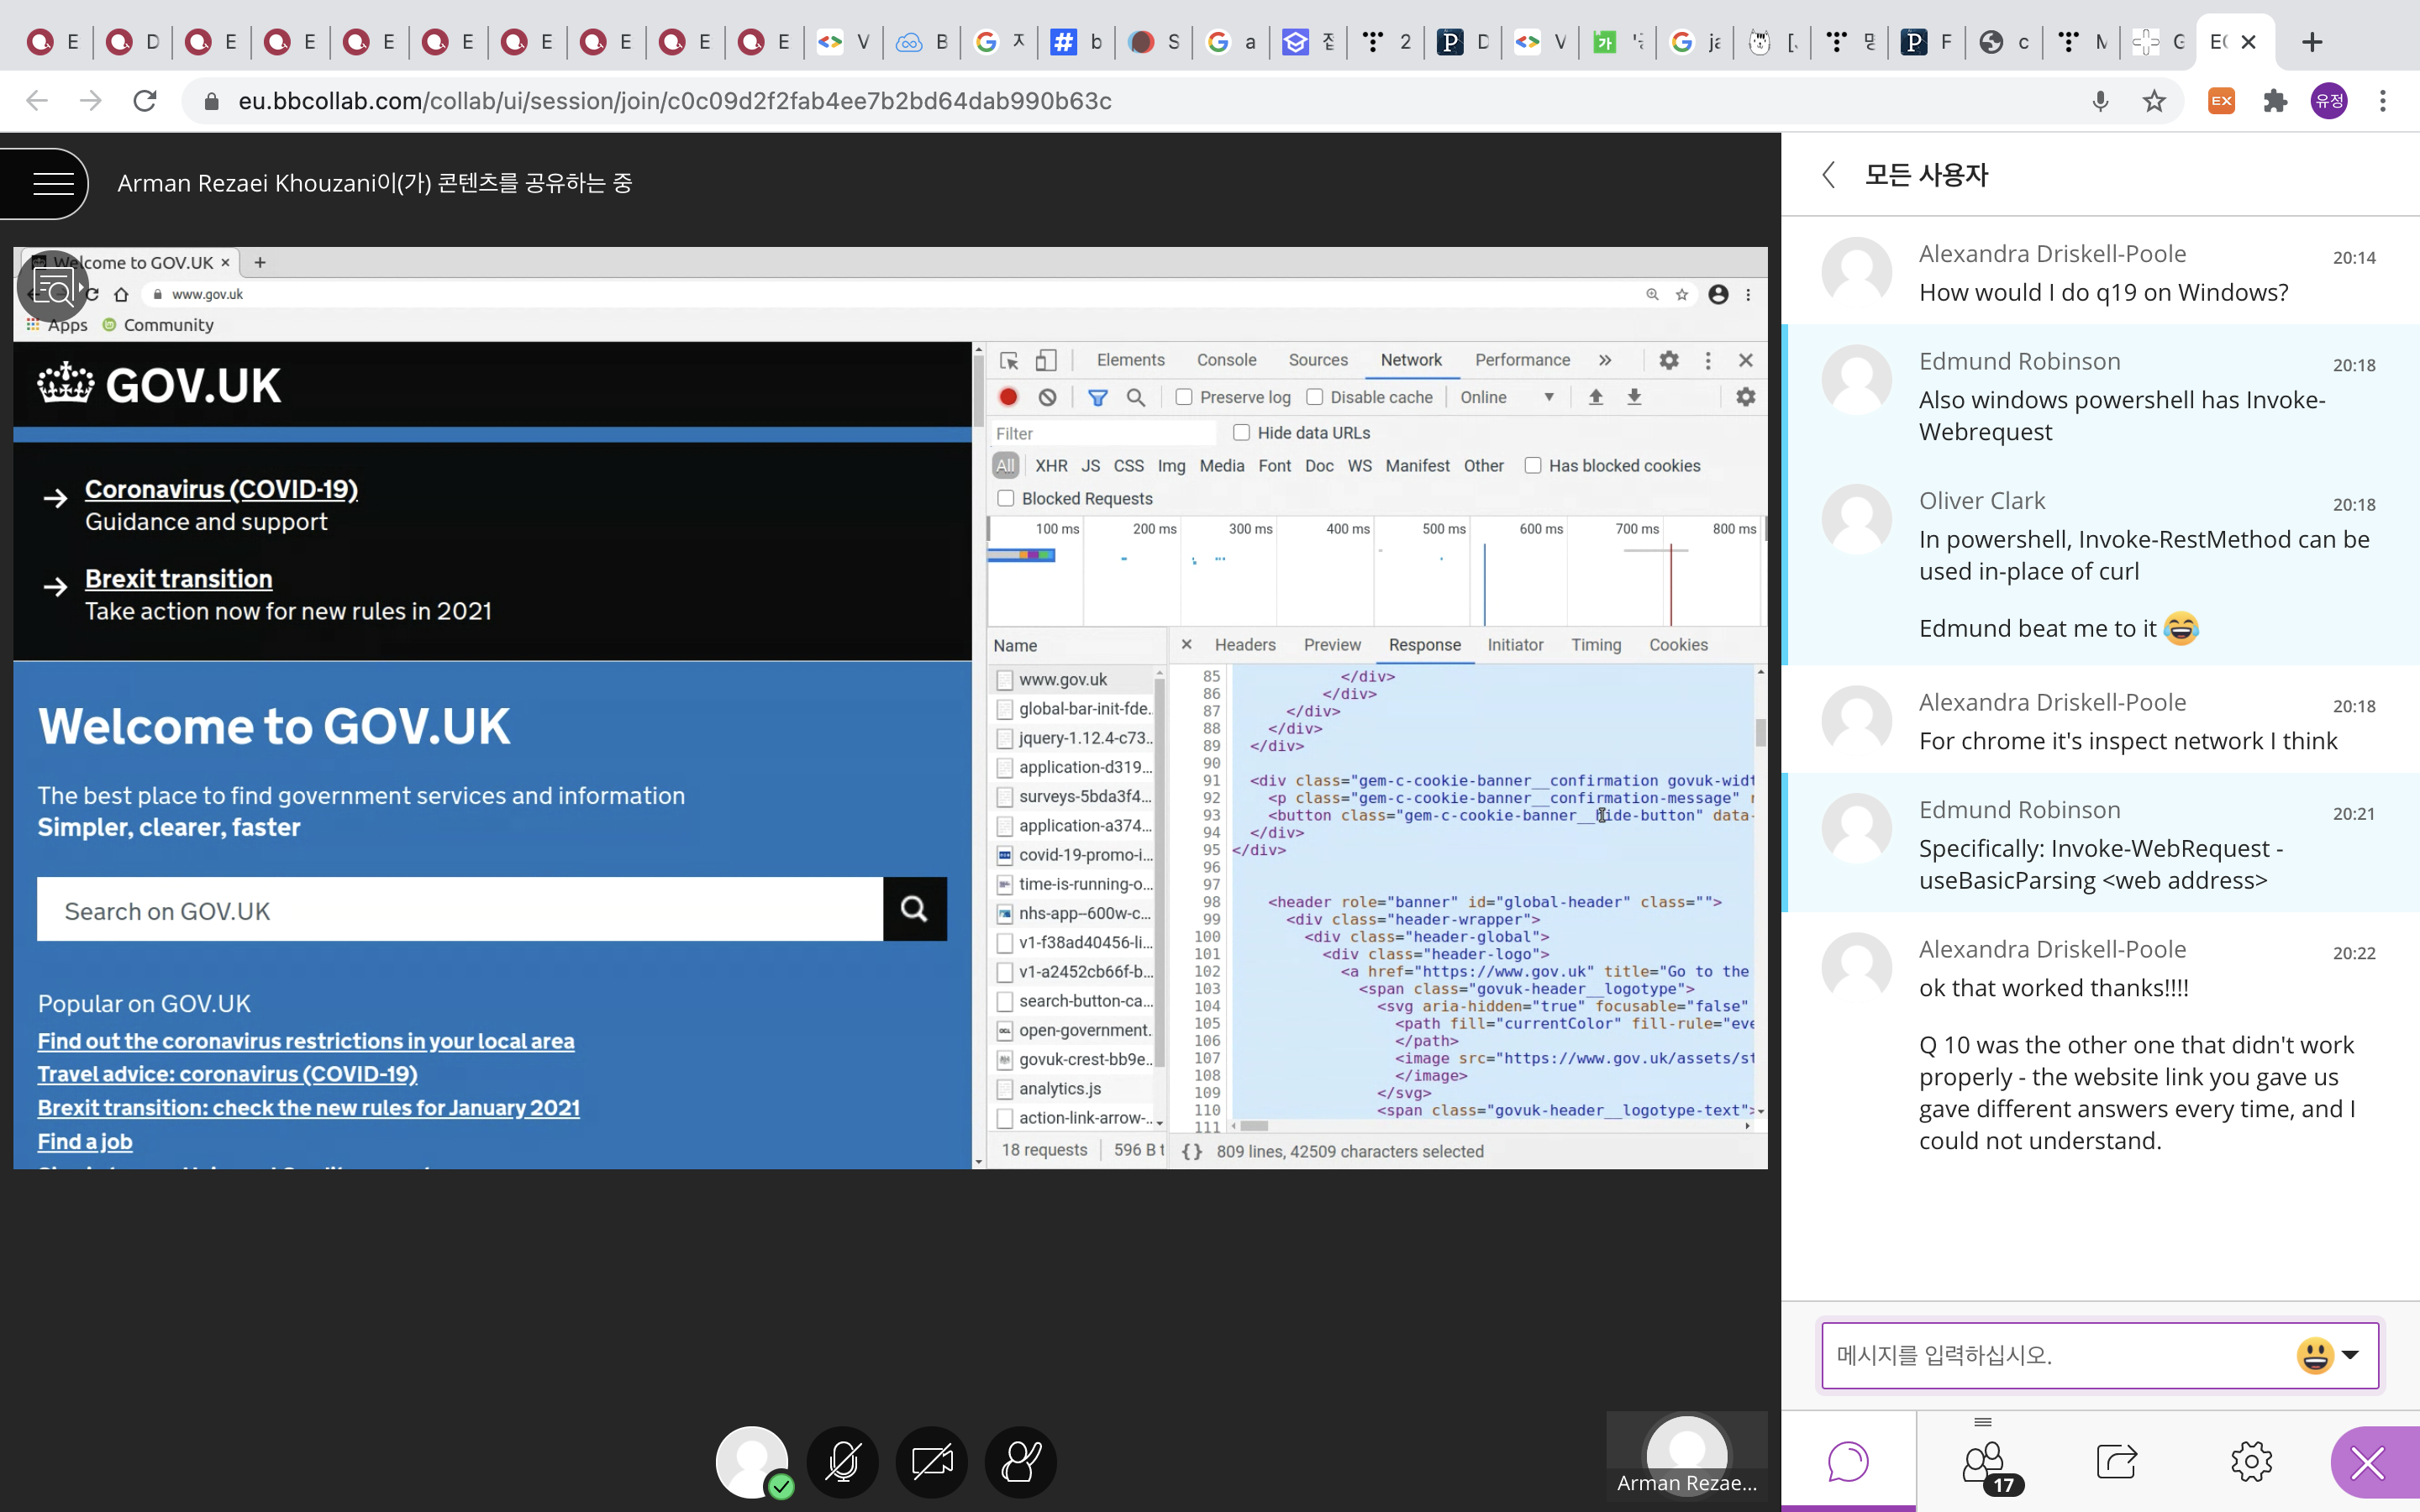 E D E E E E E E E E V B ㅈ b S a 2 D V F c M G
eu.bbcollab.com/collab/ui/session/join/c0c09d2f2fab4ee7b2bd64dab990b63c
EX
유정
Arman Rezaei Khouzani이(가) 콘텐츠를 공유하는 중
Welcome to GOV.UK
www.gov.uk
Apps Community
GOV.UK
Coronavirus (COVID-19)
Guidance and support
Brexit transition
Take action now for new rules in 2021
Welcome to GOV.UK
The best place to find government services and information
Simpler, clearer, faster
Search on GOV.UK
Popular on GOV.UK
Find out the coronavirus restrictions in your local area
Travel advice: coronavirus (COVID-19)
Brexit transition: check the new rules for January 2021
Find a job
Elements Console Sources Network Performance
Preserve log Disable cache Online
Filter Hide data URLs
All XHR JS CSS Img Media Font Doc WS Manifest Other Has blocked cookies
Blocked Requests
100 ms 200 ms 300 ms 400 ms 500 ms 600 ms 700 ms 800 ms
Name
www.gov.uk
global-bar-init-fde..
jquery-1.12.4-c73..
application-d319...
surveys-5bda3f4...
application-a374...
covid-19-promo-i...
time-is-running-o...
nhs-app--600w-c...
v1-f38ad40456-li...
v1-a2452cb66f-b...
search-button-ca...
open-government.
govuk-crest-bb9e..
analytics.js
action-link-arrow-..
18 requests 596 B t
Headers Preview Response Initiator Timing Cookies
85 </div>
86 </div>
87 </div>
88 </div>
89 </div>
90
91 <div class="gem-c-cookie-banner__confirmation govuk-widt
92 <p class="gem-c-cookie-banner__confirmation-message"
93 <button class="gem-c-cookie-banner__hide-button" data-
94 </div>
95 </div>
96
97
98 <header role="banner" id="global-header" class="">
99 <div class="header-wrapper">
100 <div class="header-global">
101 <div class="header-logo">
102 <a href="https://www.gov.uk" title="Go to the
103 <span class="govuk-header__logotype">
104 <svg aria-hidden="true" focusable="false"
105 <path fill="currentColor" fill-rule="eve
106 </path>
107 <image src="https://www.gov.uk/assets/st
108 </image>
109 </svg>
110 <span class="govuk-header__logotype-text">
111
{} 809 lines, 42509 characters selected
Arman Rezae...
모든 사용자
Alexandra Driskell-Poole 20:14
How would I do q19 on Windows?
Edmund Robinson 20:18
Also windows powershell has Invoke-
Webrequest
Oliver Clark 20:18
In powershell, Invoke-RestMethod can be
used in-place of curl
Edmund beat me to it
Alexandra Driskell-Poole 20:18
For chrome it's inspect network I think
Edmund Robinson 20:21
Specifically: Invoke-WebRequest -
useBasicParsing <web address>
Alexandra Driskell-Poole 20:22
ok that worked thanks!!!!
Q 10 was the other one that didn't work
properly - the website link you gave us
gave different answers every time, and I
could not understand.
메시지를 입력하십시오.
17